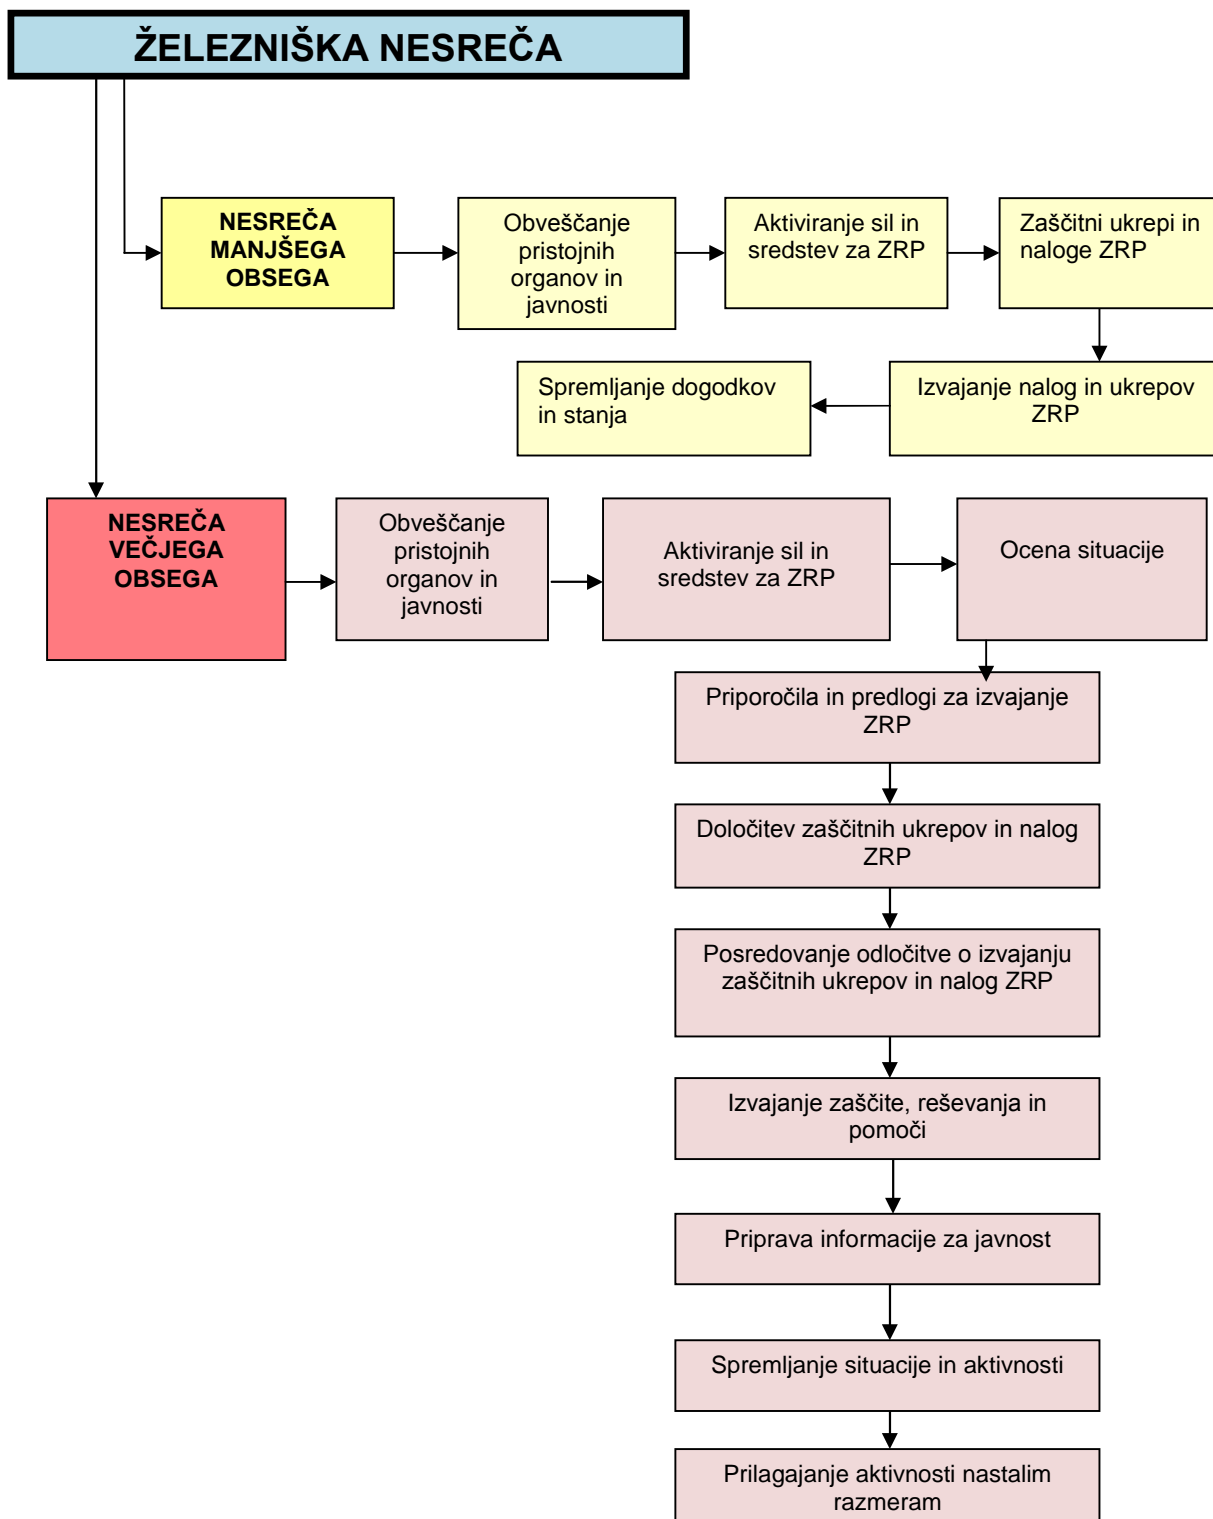 ŽELEZNIŠKA NESREČA
NESREČA
MANJŠEGA
OBSEGA
Obveščanje
pristojnih
organov in
javnosti
Aktiviranje sil in
sredstev za ZRP
Zaščitni ukrepi in
naloge ZRP
Izvajanje nalog in ukrepov
ZRP
Spremljanje dogodkov
in stanja
NESREČA
VEČJEGA
OBSEGA
Obveščanje
pristojnih
organov in
javnosti
Aktiviranje sil in
sredstev za ZRP
Ocena situacije
Priporočila in predlogi za izvajanje
ZRP
Določitev zaščitnih ukrepov in nalog
ZRP
Posredovanje odločitve o izvajanju
zaščitnih ukrepov in nalog ZRP
Izvajanje zaščite, reševanja in
pomoči
Priprava informacije za javnost
Spremljanje situacije in aktivnosti
Prilagajanje aktivnosti nastalim
razmeram